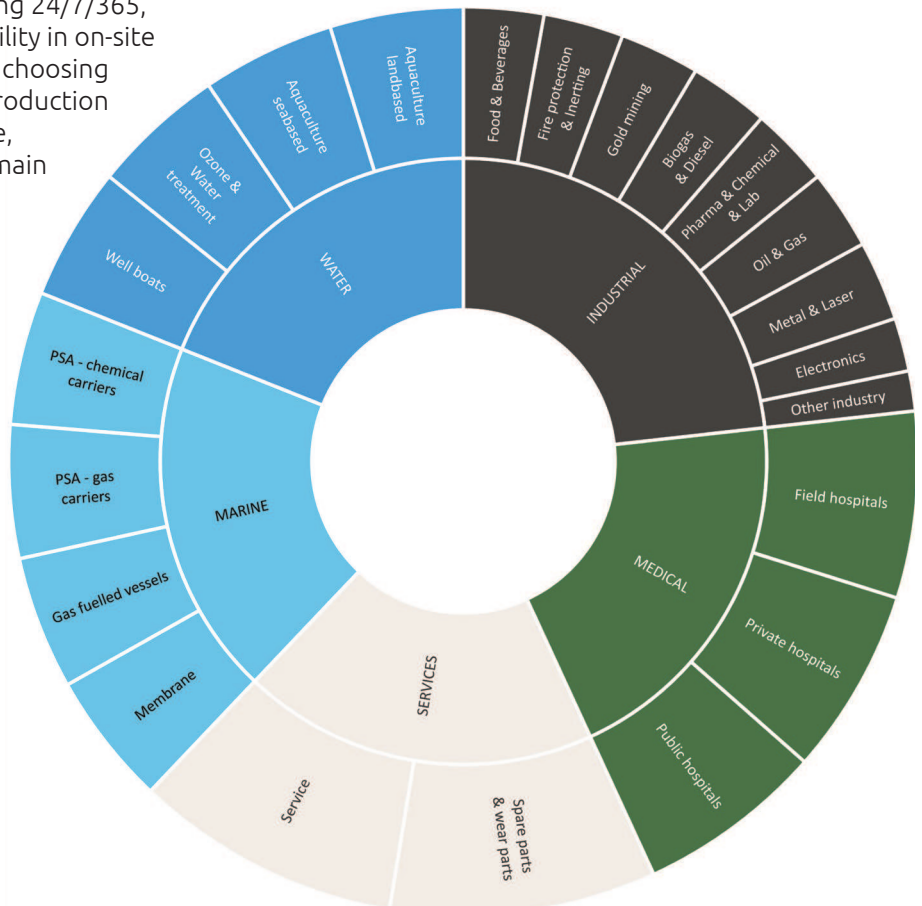 ng 24/7/365,
ility in on-site
choosing
roduction
e,
main
Food & Beverages
Fire protection
& Inerting
Gold mining
Biogas
& Diesel
Pharma & Chemical
& Lab
Oil & Gas
Metal & Laser
Electronics
Other industry
INDUSTRIAL
Field hospitals
Private hospitals
Public hospitals
MEDICAL
Spare parts
& wear parts
Service
SERVICES
Membrane
Gas fuelled vessels
PSA - gas
carriers
PSA - chemical
carriers
MARINE
Well boats
Ozone &
Water
treatment
Aquaculture
seabased
Aquaculture
landbased
WATER